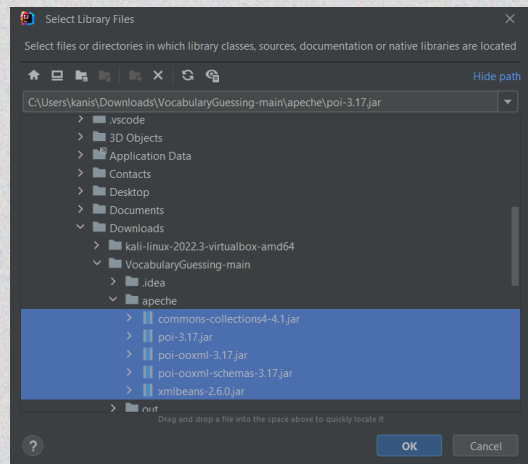 Select Library Files
Select files or directories in which library classes, sources, documentation or native libraries are located
Hide path
C:\Users\kanis\Downloads\VocabularyGuessing-main\apeche\poi-3.17.jar
.vscode
3D Objects
Application Data
Contacts
Desktop
Documents
Downloads
kali-linux-2022.3-virtualbox-amd64
VocabularyGuessing-main
.idea
apeche
commons-collections4-4.1.jar
poi-3.17.jar
poi-ooxml-3.17.jar
poi-ooxml-schemas-3.17.jar
xmlbeans-2.6.0.jar
out
Drag and drop a file into the space above to quickly locate it
? OK Cancel